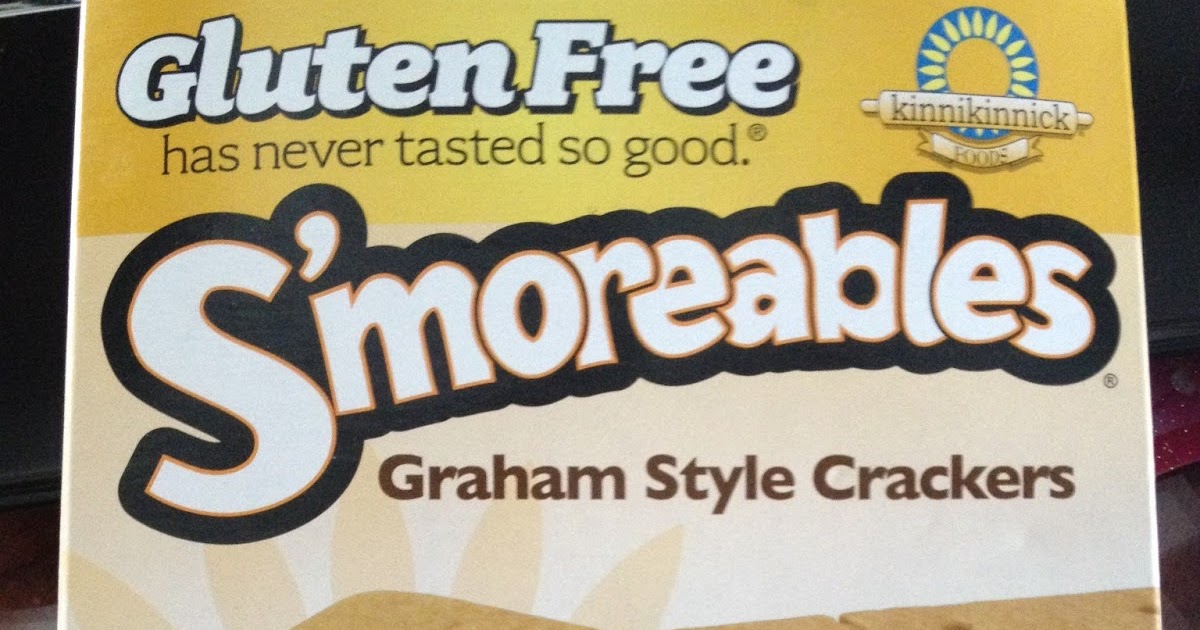 Gluten Free
has never tasted so good.®
kinnikinnick
FOODS
S'moreables®
Graham Style Crackers